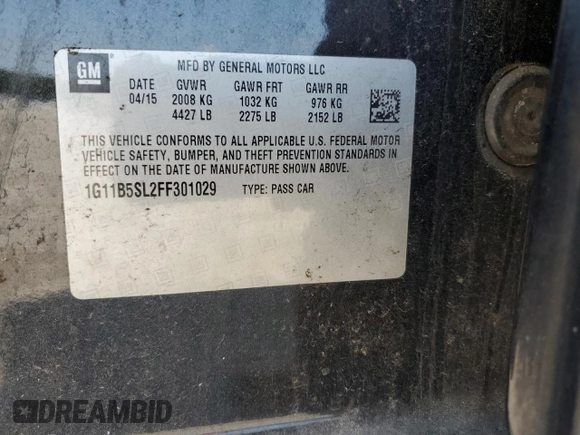 GM
MFD BY GENERAL MOTORS LLC
DATE GVWR GAWR FRT GAWR RR
04/15 2008 KG 1032 KG 976 KG
4427 LB 2275 LB 2152 LB
THIS VEHICLE CONFORMS TO ALL APPLICABLE U.S. FEDERAL MOTOR
VEHICLE SAFETY, BUMPER, AND THEFT PREVENTION STANDARDS IN
EFFECT ON THE DATE OF MANUFACTURE SHOWN ABOVE.
1G11B5SL2FF301029 TYPE: PASS CAR
DREAMBID